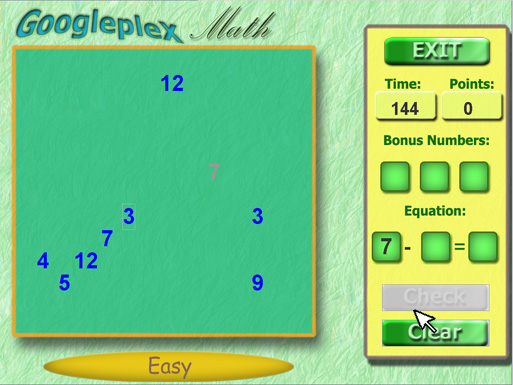 Googleplex Math
EXIT
12
Time: Points:
144 0
Bonus Numbers:
7
Equation:
3 3
7
7 - =
4 12
5 9
Check
Clear
Easy